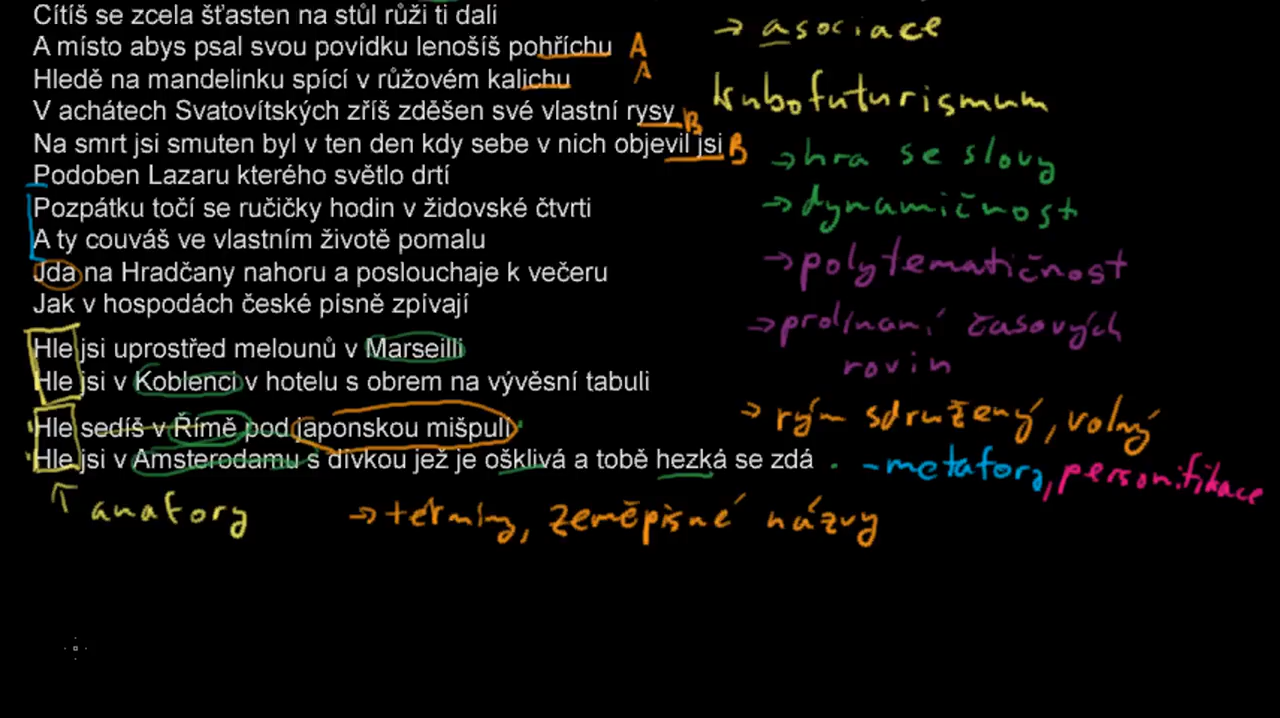 Cítíš se zcela šťasten na stůl růži ti dali
A místo abys psal svou povídku lenošíš pohříchu A
Hledě na mandelinku spící v růžovém kalichu A
V achátech Svatovítských zříš zděšen své vlastní rysy B
Na smrt jsi smuten byl v ten den kdy sebe v nich objevil jsi B
Podoben Lazaru kterého světlo drtí
Pozpátku točí se ručičky hodin v židovské čtvrti
A ty couváš ve vlastním životě pomalu
Jda na Hradčany nahoru a poslouchaje k večeru
Jak v hospodách české písně zpívají
Hle jsi uprostřed melounů v Marseilli
Hle jsi v Koblenci v hotelu s obrem na vývěsní tabuli
Hle sedíš v Římě pod japonskou mišpuli
Hle jsi v Amsterodamu s dívkou jež je ošklivá a tobě hezká se zdá
↑ anafory
→ asociace
kubofuturismum
→ hra se slovy
→ dynamičnost
→ polytematičnost
→ prolínaní časových
rovin
→ rým sdružený, volný
- metafora, personifikace
→ termíny, zeměpisné názvy